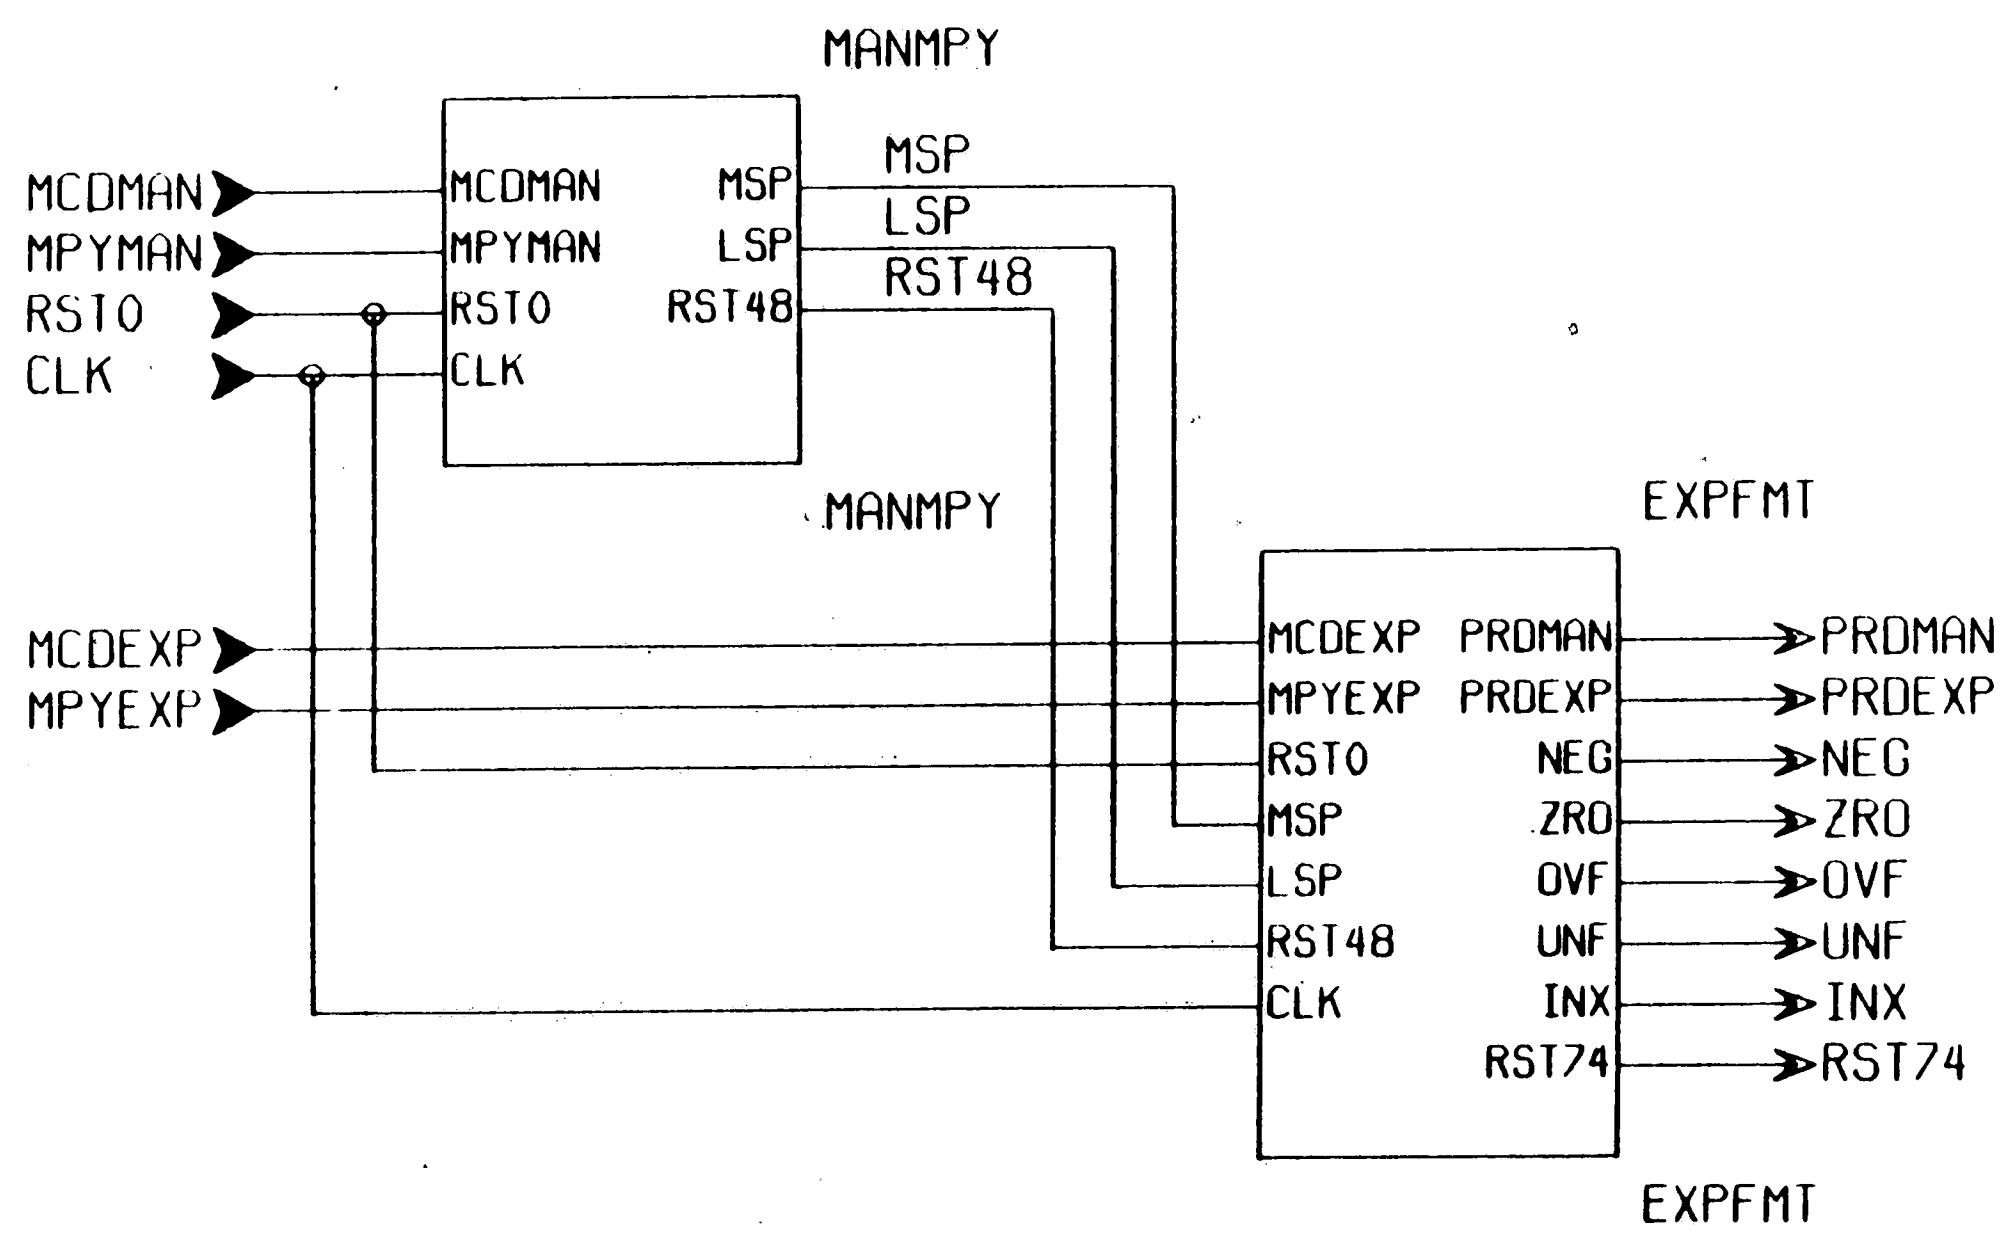 MANMPY
MCDMAN MCDMAN MSP MSP
MPYMAN MPYMAN LSP LSP
RST0 RST0 RST48 RST48
CLK CLK
MANMPY
EXPFMT
MCDEXP MCDEXP PRDMAN PRDMAN
MPYEXP MPYEXP PRDEXP PRDEXP
RST0 NEG NEG
MSP ZRO ZRO
LSP OVF OVF
RST48 UNF UNF
CLK INX INX
RST74 RST74
EXPFMT